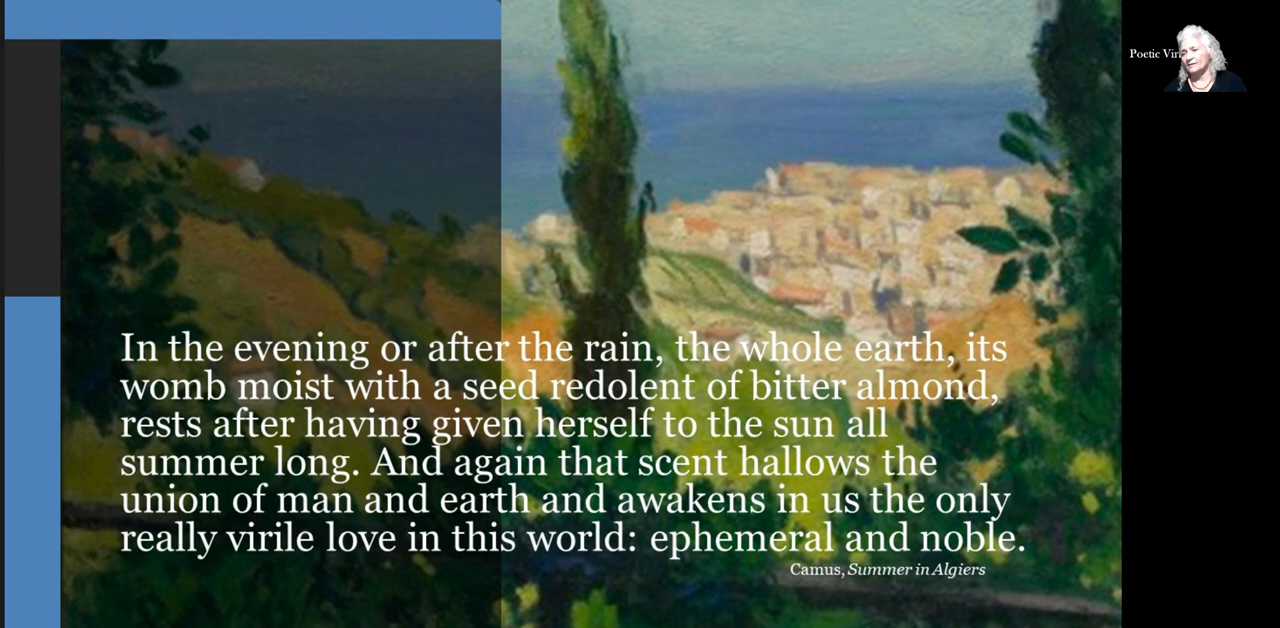 In the evening or after the rain, the whole earth, its
womb moist with a seed redolent of bitter almond,
rests after having given herself to the sun all
summer long. And again that scent hallows the
union of man and earth and awakens in us the only
really virile love in this world: ephemeral and noble.
Camus, Summer in Algiers
Poetic